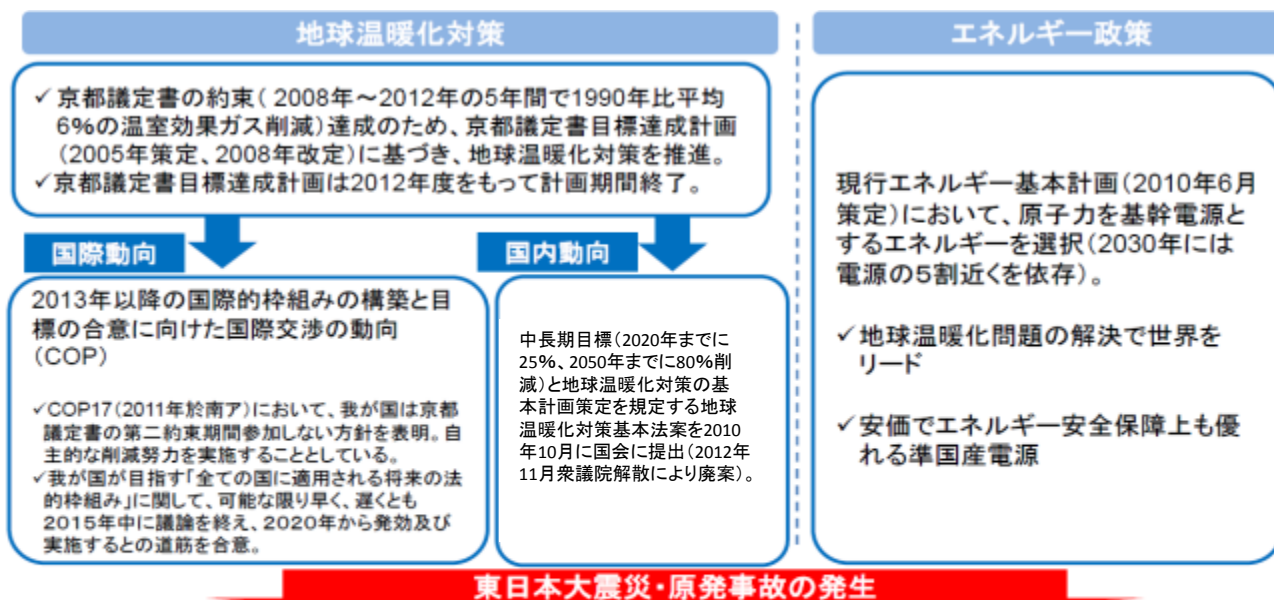 地球温暖化対策
✓京都議定書の約束( 2008年～2012年の5年間で1990年比平均
6%の温室効果ガス削減)達成のため、京都議定書目標達成計画
(2005年策定、2008年改定)に基づき、地球温暖化対策を推進。
✓京都議定書目標達成計画は2012年度をもって計画期間終了。
国際動向
2013年以降の国際的枠組みの構築と目
標の合意に向けた国際交渉の動向
(COP)
✓COP17(2011年於南ア)において、我が国は京都
議定書の第二約束期間参加しない方針を表明。自
主的な削減努力を実施することとしている。
✓我が国が目指す「全ての国に適用される将来の法
的枠組み」に関して、可能な限り早く、遅くとも
2015年中に議論を終え、2020年から発効及び
実施するとの道筋を合意。
国内動向
中長期目標(2020年までに
25%、2050年までに80%削
減)と地球温暖化対策の基
本計画策定を規定する地球
温暖化対策基本法案を2010
年10月に国会に提出(2012年
11月衆議院解散により廃案)。
エネルギー政策
現行エネルギー基本計画(2010年6月
策定)において、原子力を基幹電源と
するエネルギーを選択(2030年には
電源の5割近くを依存)。
✓地球温暖化問題の解決で世界を
リード
✓安価でエネルギー安全保障上も優
れる準国産電源
東日本大震災・原発事故の発生